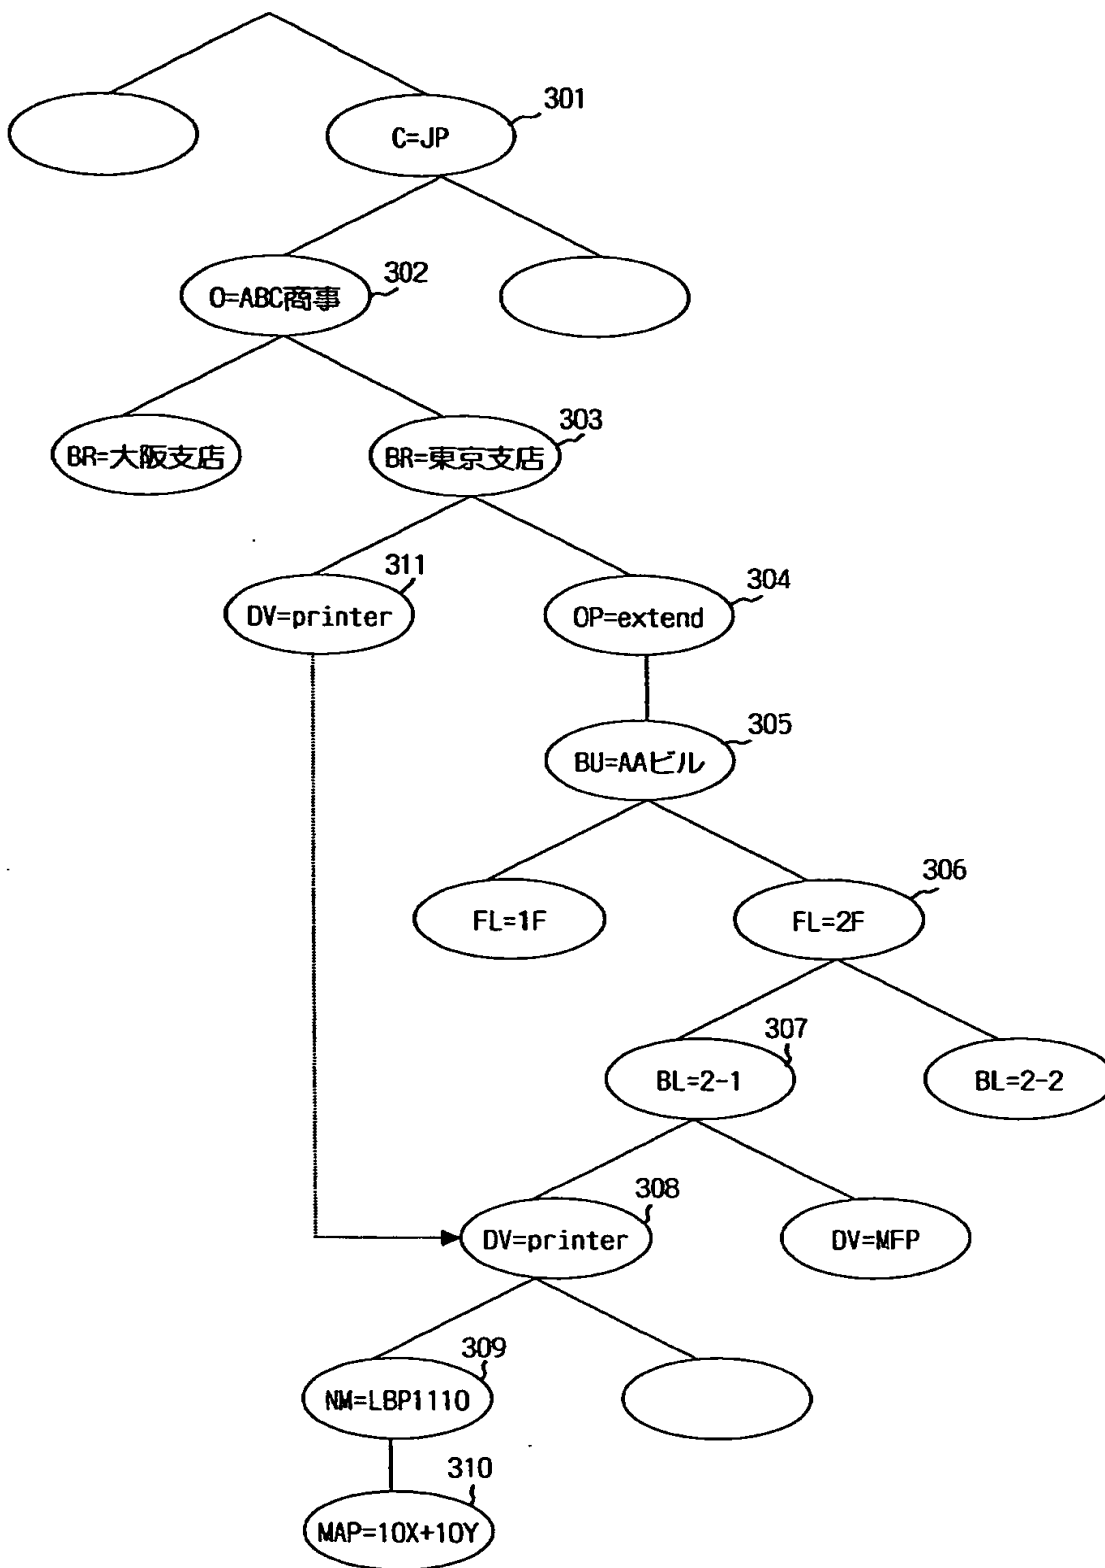 301
C=JP
302
O=ABC商事
303
BR=大阪支店
BR=東京支店
311
304
DV=printer
OP=extend
305
BU=AAビル
306
FL=1F
FL=2F
307
BL=2-1
BL=2-2
308
DV=printer
DV=MFP
309
NM=LBP1110
310
MAP=10X+10Y